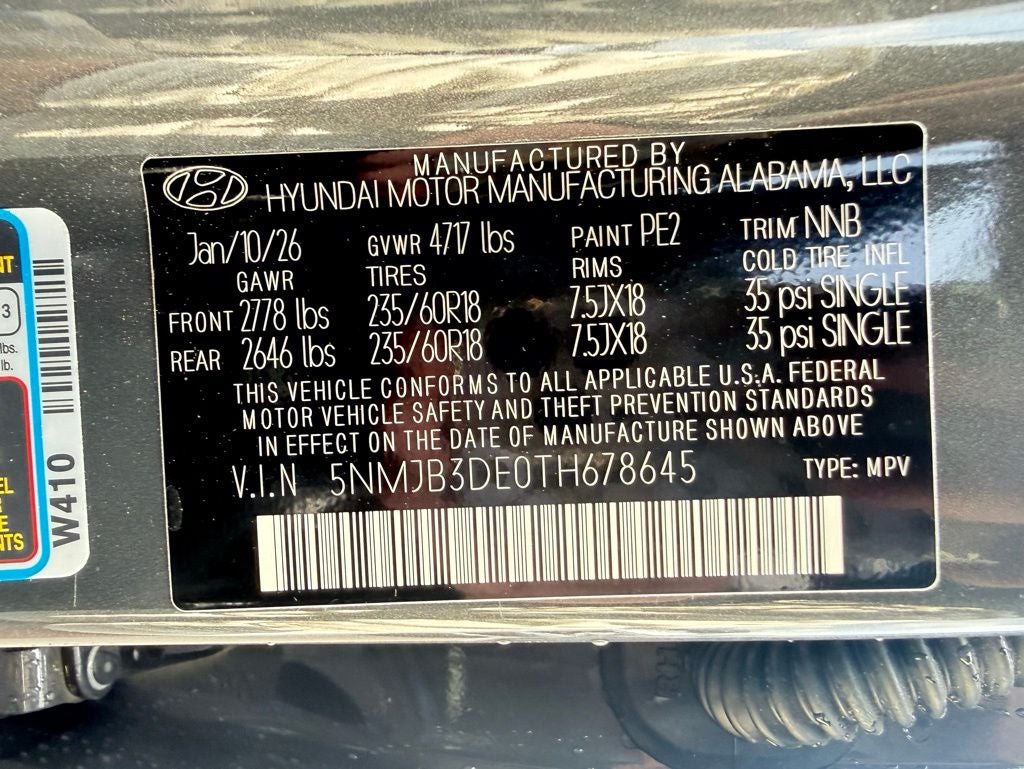 MANUFACTURED BY
HYUNDAI MOTOR MANUFACTURING ALABAMA, LLC
Jan/10/26 GVWR 4717 lbs PAINT PE2 TRIM NNB
GAWR TIRES RIMS COLD TIRE INFL
FRONT 2778 lbs 235/60R18 7.5JX18 35 psi SINGLE
REAR 2646 lbs 235/60R18 7.5JX18 35 psi SINGLE
THIS VEHICLE CONFORMS TO ALL APPLICABLE U.S.A. FEDERAL
MOTOR VEHICLE SAFETY AND THEFT PREVENTION STANDARDS
IN EFFECT ON THE DATE OF MANUFACTURE SHOWN ABOVE
V.I.N 5NMJB3DE0TH678645 TYPE: MPV
3
lbs.
lb.
W410